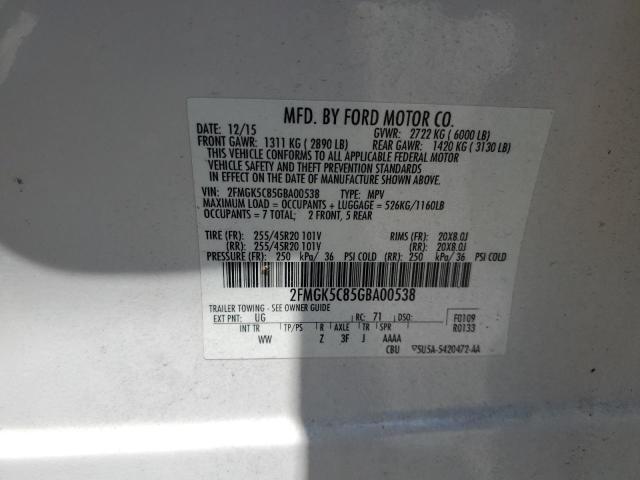 MFD. BY FORD MOTOR CO.
DATE: 12/15 GVWR: 2722 KG ( 6000 LB)
FRONT GAWR: 1311 KG ( 2890 LB) REAR GAWR: 1420 KG ( 3130 LB)
THIS VEHICLE CONFORMS TO ALL APPLICABLE FEDERAL MOTOR
VEHICLE SAFETY AND THEFT PREVENTION STANDARDS
IN EFFECT ON THE DATE OF MANUFACTURE SHOWN ABOVE.
VIN: 2FMGK5C85GBA00538 TYPE: MPV
MAXIMUM LOAD = OCCUPANTS + LUGGAGE = 526KG/1160LB
OCCUPANTS = 7 TOTAL; 2 FRONT, 5 REAR
TIRE (FR): 255/45R20 101V RIMS (FR): 20X8.0J
(RR): 255/45R20 101V (RR): 20X8.0J
PRESSURE (FR): 250 kPa/ 36 PSI COLD (RR): 250 kPa/ 36 PSI COLD
2FMGK5C85GBA00538
TRAILER TOWING - SEE OWNER GUIDE
EXT PNT: UG RC: 71 DSO: F0109
INT TR TP/PS R AXLE TR SPR R0133
WW Z 3F J AAAA
CBU 5U5A-5420472-AA